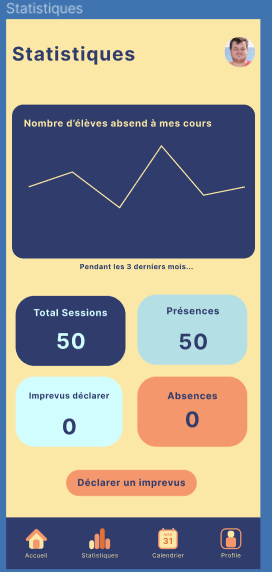 Statistiques
Statistiques
Nombre d'élèves absend à mes cours
Pendant les 3 derniers mois...
Total Sessions
50
Présences
50
Imprevus déclarer
0
Absences
0
Déclarer un imprevus
31
Accueil
Statistiques
Calendrier
Profile